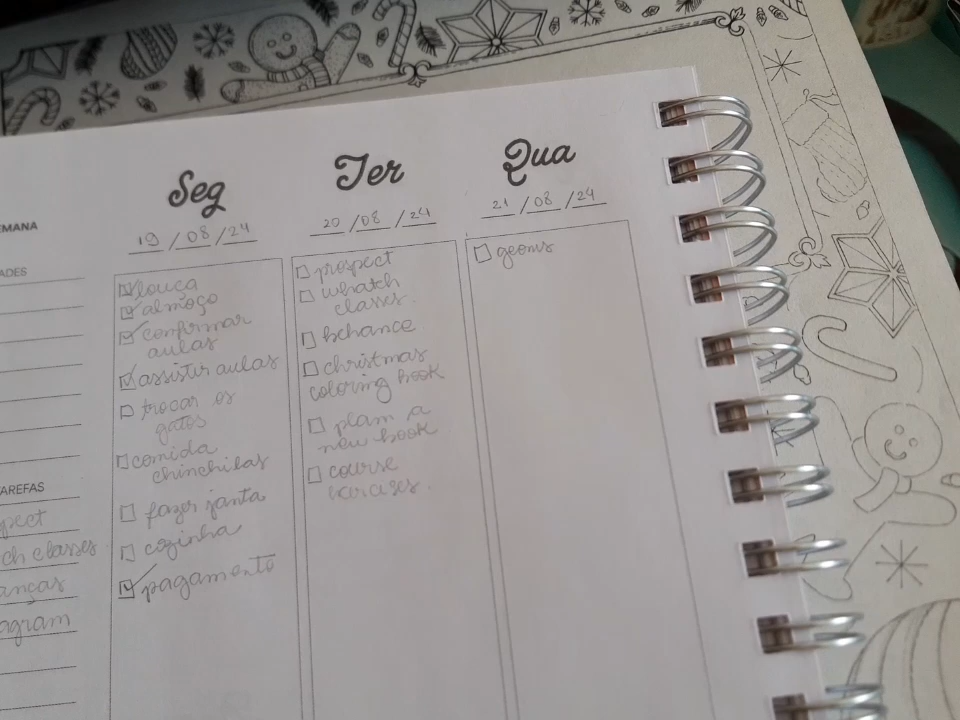 EMANA
ADES
AREFAS
pect
ch classes
anças
agram
Seg
19/08/24
louça
almoço
confirmar
aulas
assistir aulas
trocar os
gatos
comida
chinchilas
fazer janta
cozinha
pagamento
Ter
20/08/24
prospect
whatch
classes.
behance
christmas
coloring book
plan a
new book
course
exercises.
Qua
21/08/24
geoms